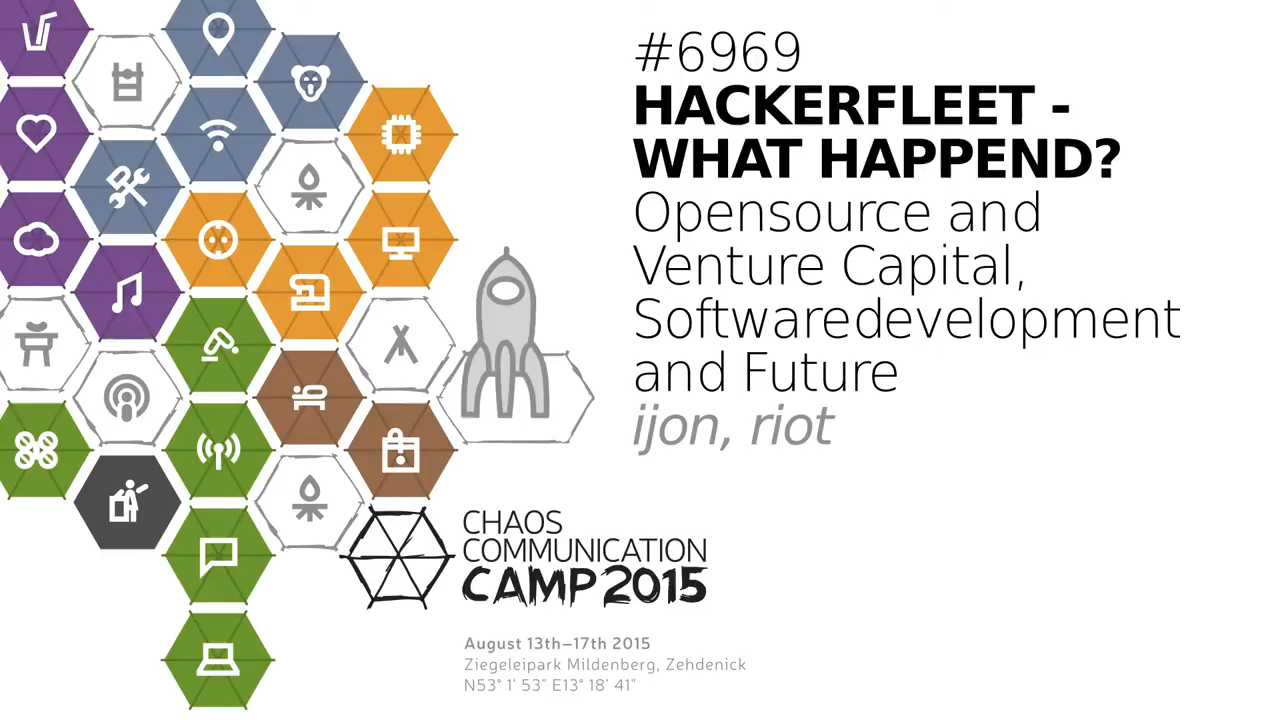 #6969
HACKERFLEET -
WHAT HAPPEND?
Opensource and
Venture Capital,
Softwaredevelopment
and Future
ijon, riot
CHAOS
COMMUNICATION
CAMP 2015
August 13th–17th 2015
Ziegeleipark Mildenberg, Zehdenick
N53° 1' 53" E13° 18' 41"